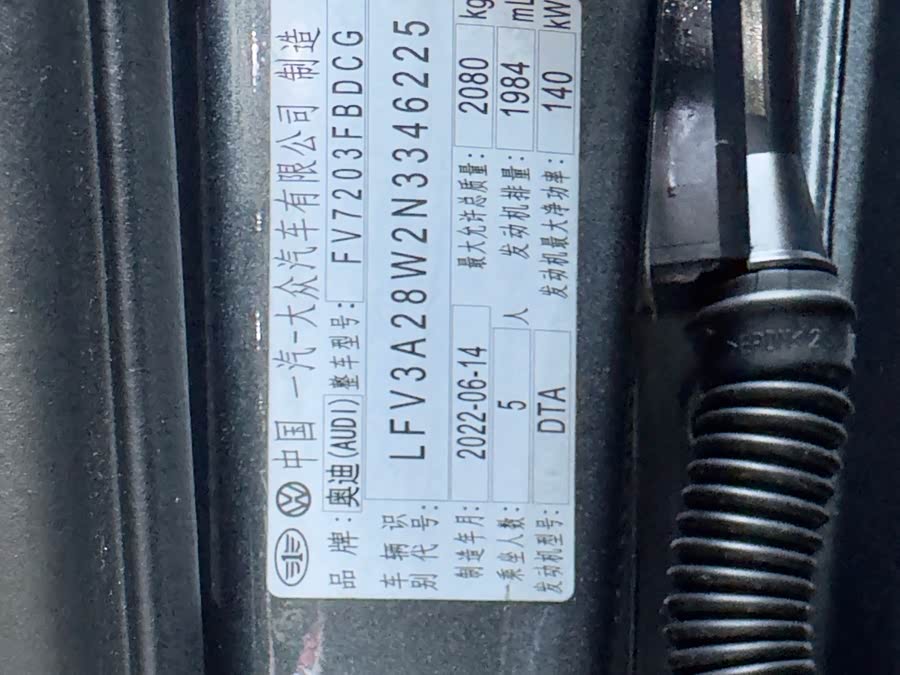 中国 一汽-大众汽车有限公司 制造
品 牌: 奥迪(AUDI) 整车型号: FV7203FBDCG
车辆识别代号: LFV3A28W2N3346225
制造年月: 2022-06-14 最大允许总质量: 2080 kg
乘坐人数: 5 人 发动机排量: 1984 mL
发动机型号: DTA 发动机最大净功率: 140 kW